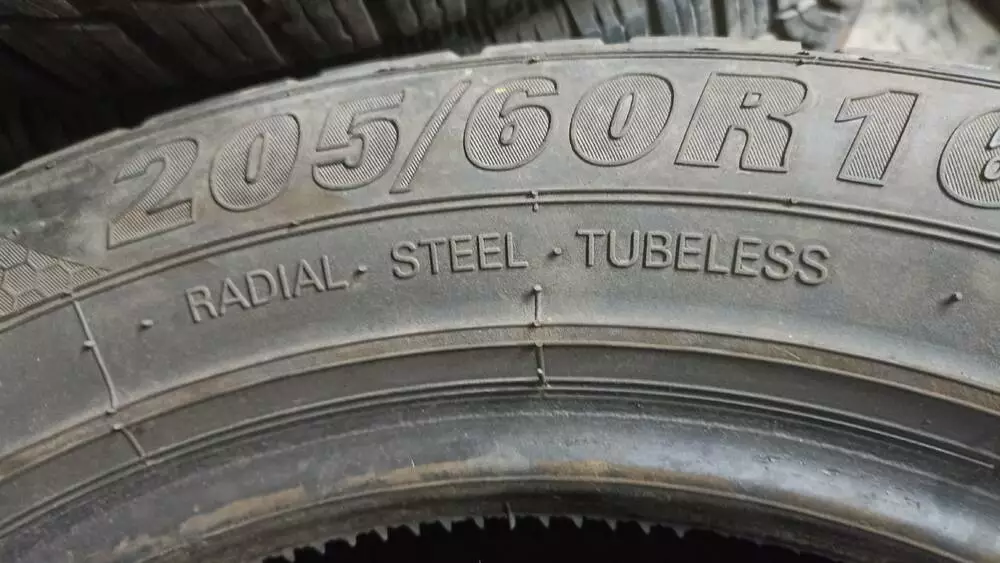 205/60R16
RADIAL · STEEL · TUBELESS